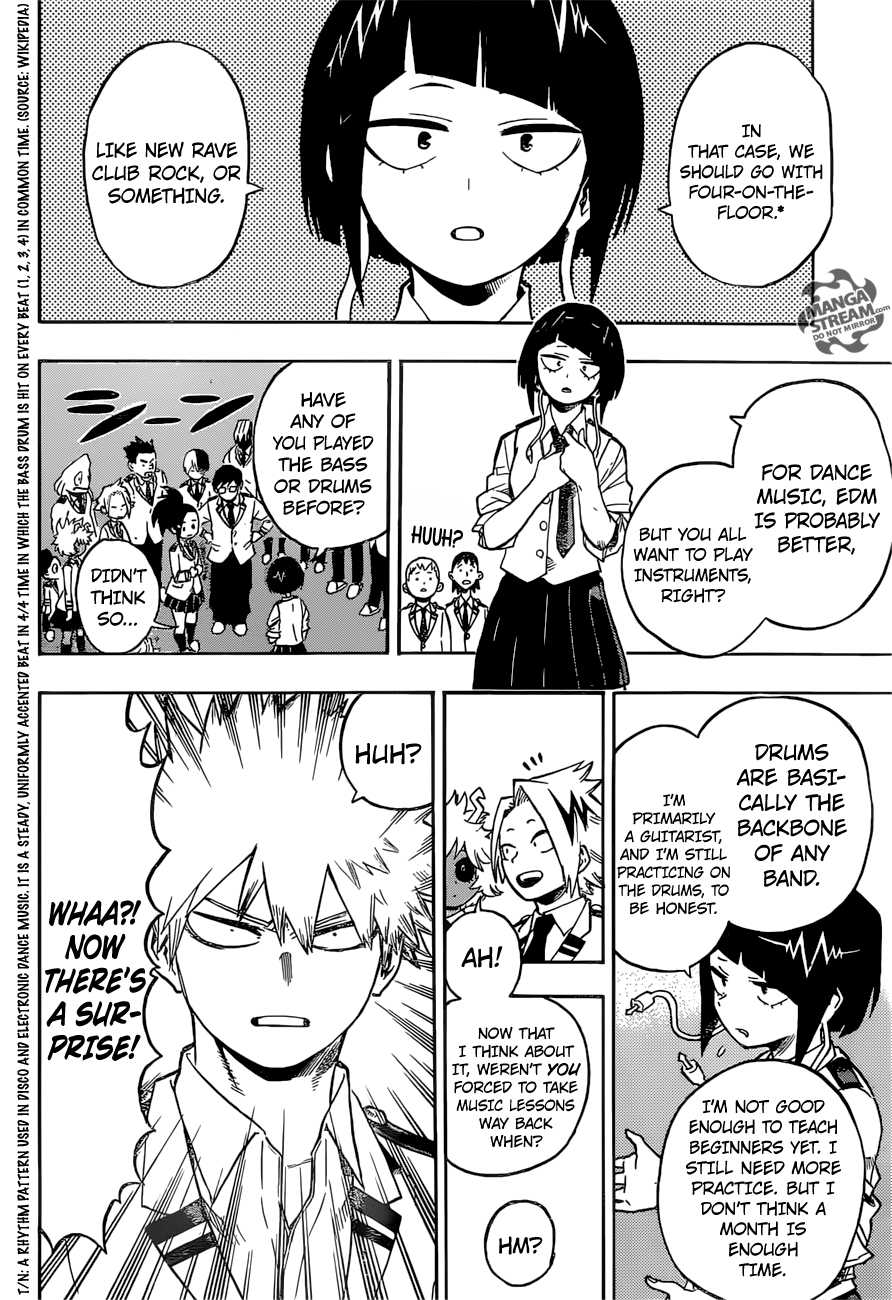 IN
THAT CASE, WE
SHOULD GO WITH
FOUR-ON-THE-
FLOOR.*
LIKE NEW RAVE
CLUB ROCK, OR
SOMETHING.
MANGA
STREAM.com
DO NOT MIRROR
FOR DANCE
MUSIC, EDM
IS PROBABLY
BETTER,
BUT YOU ALL
WANT TO PLAY
INSTRUMENTS,
RIGHT?
HUUH?
HAVE
ANY OF
YOU PLAYED
THE BASS
OR DRUMS
BEFORE?
DIDN'T
THINK
SO...
DRUMS
ARE BASI-
CALLY THE
BACKBONE
OF ANY
BAND.
I'M
PRIMARILY
A GUITARIST,
AND I'M STILL
PRACTICING ON
THE DRUMS, TO
BE HONEST.
I'M NOT GOOD
ENOUGH TO TEACH
BEGINNERS YET. I
STILL NEED MORE
PRACTICE. BUT I
DON'T THINK A
MONTH IS
ENOUGH
TIME.
AH!
NOW THAT
I THINK ABOUT
IT, WEREN'T YOU
FORCED TO TAKE
MUSIC LESSONS
WAY BACK
WHEN?
HM?
HUH?
WHAA?!
NOW
THERE'S
A SUR-
PRISE!
T/N: A RHYTHM PATTERN USED IN DISCO AND ELECTRONIC DANCE MUSIC. IT IS A STEADY, UNIFORMLY ACCENTED BEAT IN 4/4 TIME IN WHICH THE BASS DRUM IS HIT ON EVERY BEAT (1, 2, 3, 4) IN COMMON TIME. (SOURCE: WIKIPEDIA)